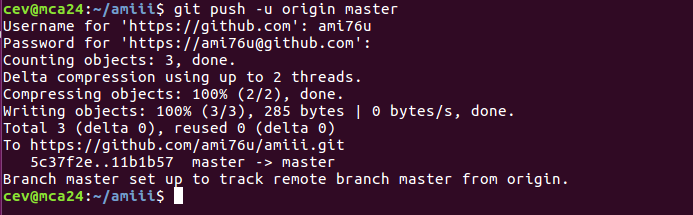 cev@mca24:~/amiii$ git push -u origin master
Username for 'https://github.com': ami76u
Password for 'https://ami76u@github.com':
Counting objects: 3, done.
Delta compression using up to 2 threads.
Compressing objects: 100% (2/2), done.
Writing objects: 100% (3/3), 285 bytes | 0 bytes/s, done.
Total 3 (delta 0), reused 0 (delta 0)
To https://github.com/ami76u/amiii.git
   5c37f2e..11b1b57  master -> master
Branch master set up to track remote branch master from origin.
cev@mca24:~/amiii$